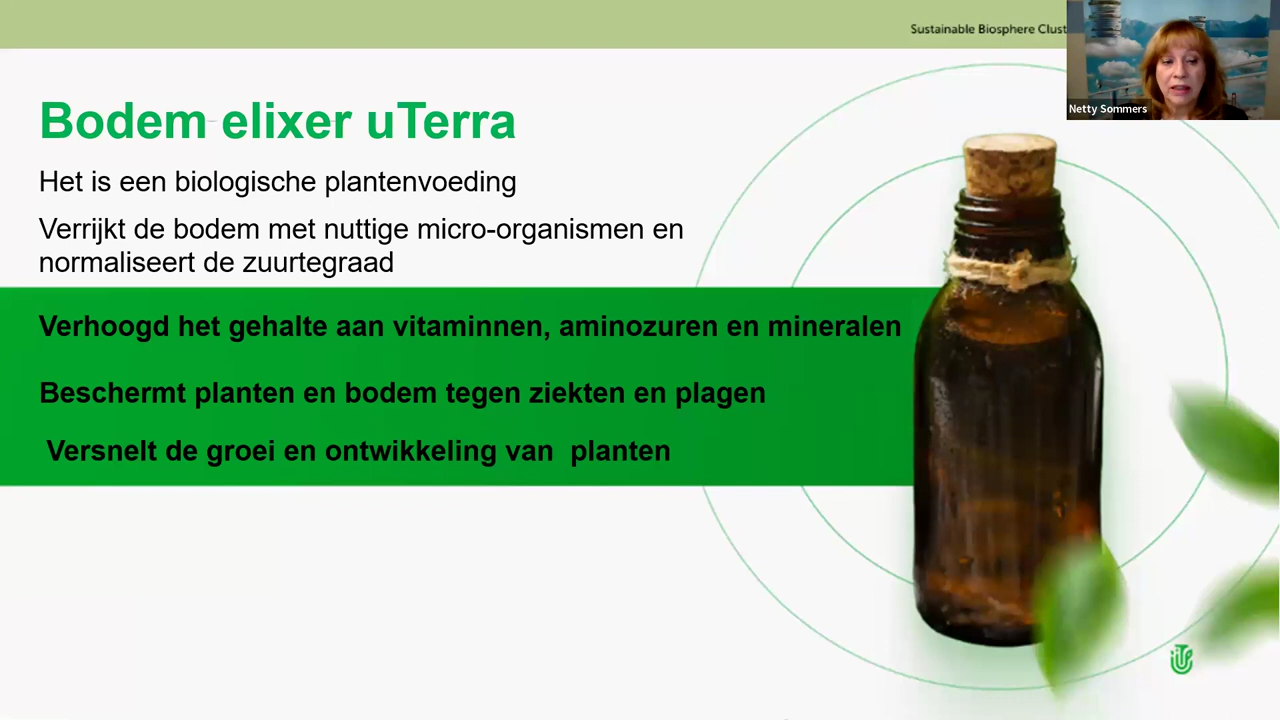 Sustainable Biosphere Clust
Netty Sommers
Bodem elixer uTerra
Het is een biologische plantenvoeding
Verrijkt de bodem met nuttige micro-organismen en
normaliseert de zuurtegraad
Verhoogd het gehalte aan vitaminnen, aminozuren en mineralen
Beschermt planten en bodem tegen ziekten en plagen
Versnelt de groei en ontwikkeling van planten